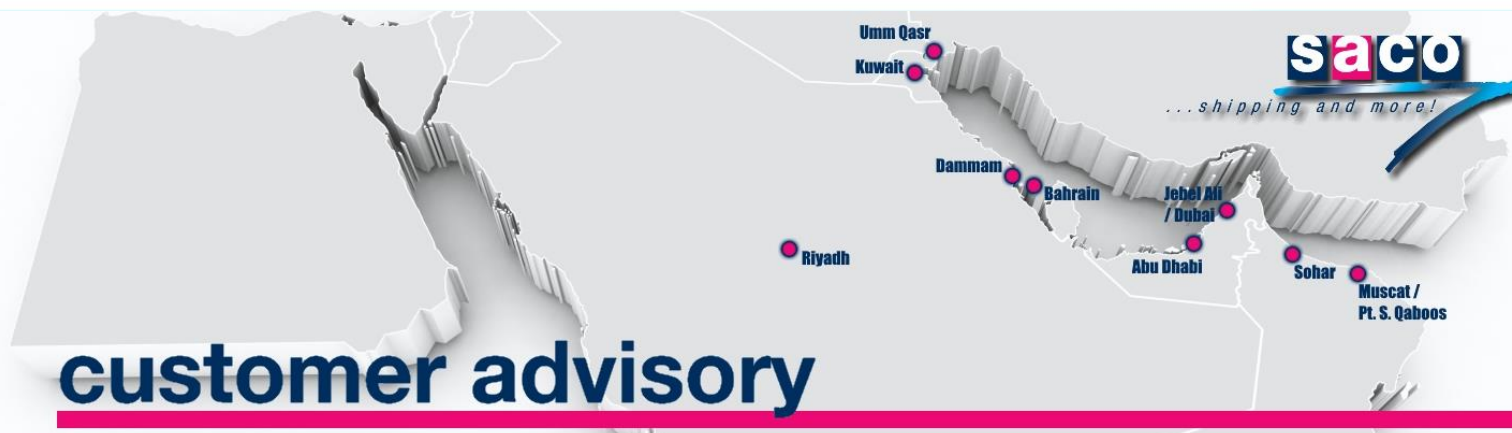 Umm Qasr
Kuwait
saco
...shipping and more!
Dammam
Bahrain
Jebel Ali
/ Dubai
Riyadh
Abu Dhabi
Sohar
Muscat /
Pt. S. Qaboos
customer advisory